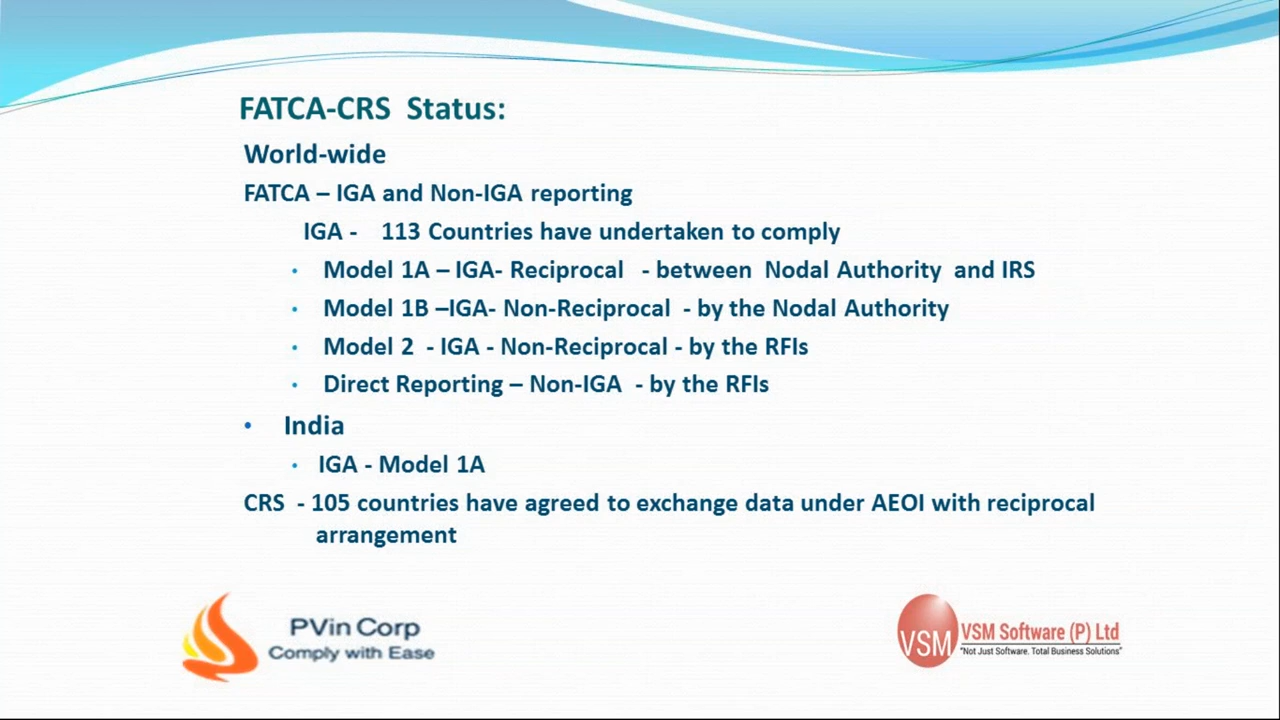 FATCA-CRS Status:
World-wide
FATCA – IGA and Non-IGA reporting
IGA - 113 Countries have undertaken to comply
• Model 1A – IGA- Reciprocal - between Nodal Authority and IRS
• Model 1B –IGA- Non-Reciprocal - by the Nodal Authority
• Model 2 - IGA - Non-Reciprocal - by the RFIs
• Direct Reporting – Non-IGA - by the RFIs
• India
• IGA - Model 1A
CRS - 105 countries have agreed to exchange data under AEOI with reciprocal
arrangement
PVin Corp
Comply with Ease
VSM
VSM Software (P) Ltd
"Not Just Software. Total Business Solutions"